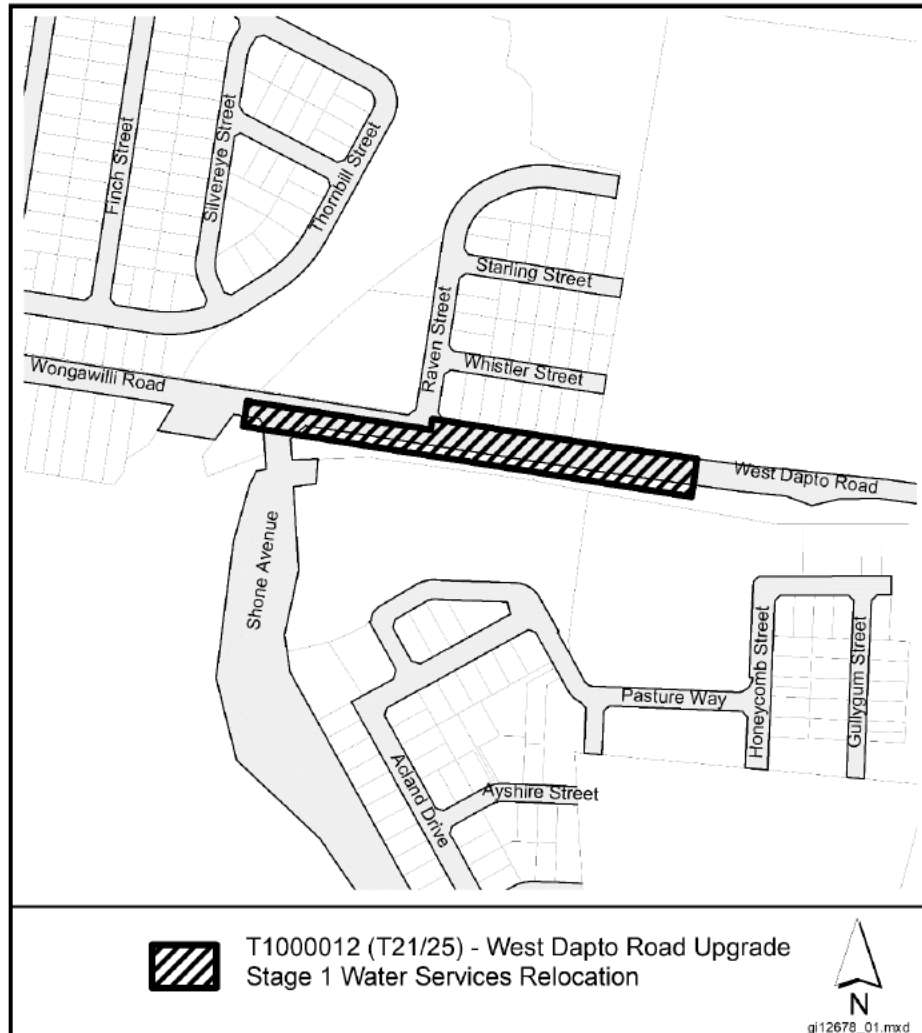 Finch Street
Silvereye Street
Thornbill Street
Starling Street
Raven Street
Whistler Street
Wongawilli Road
West Dapto Road
Shone Avenue
Pasture Way
Honeycomb Street
Gullygum Street
Acland Drive
Ayshire Street
T1000012 (T21/25) - West Dapto Road Upgrade
Stage 1 Water Services Relocation
N
gi12678_01.mxd